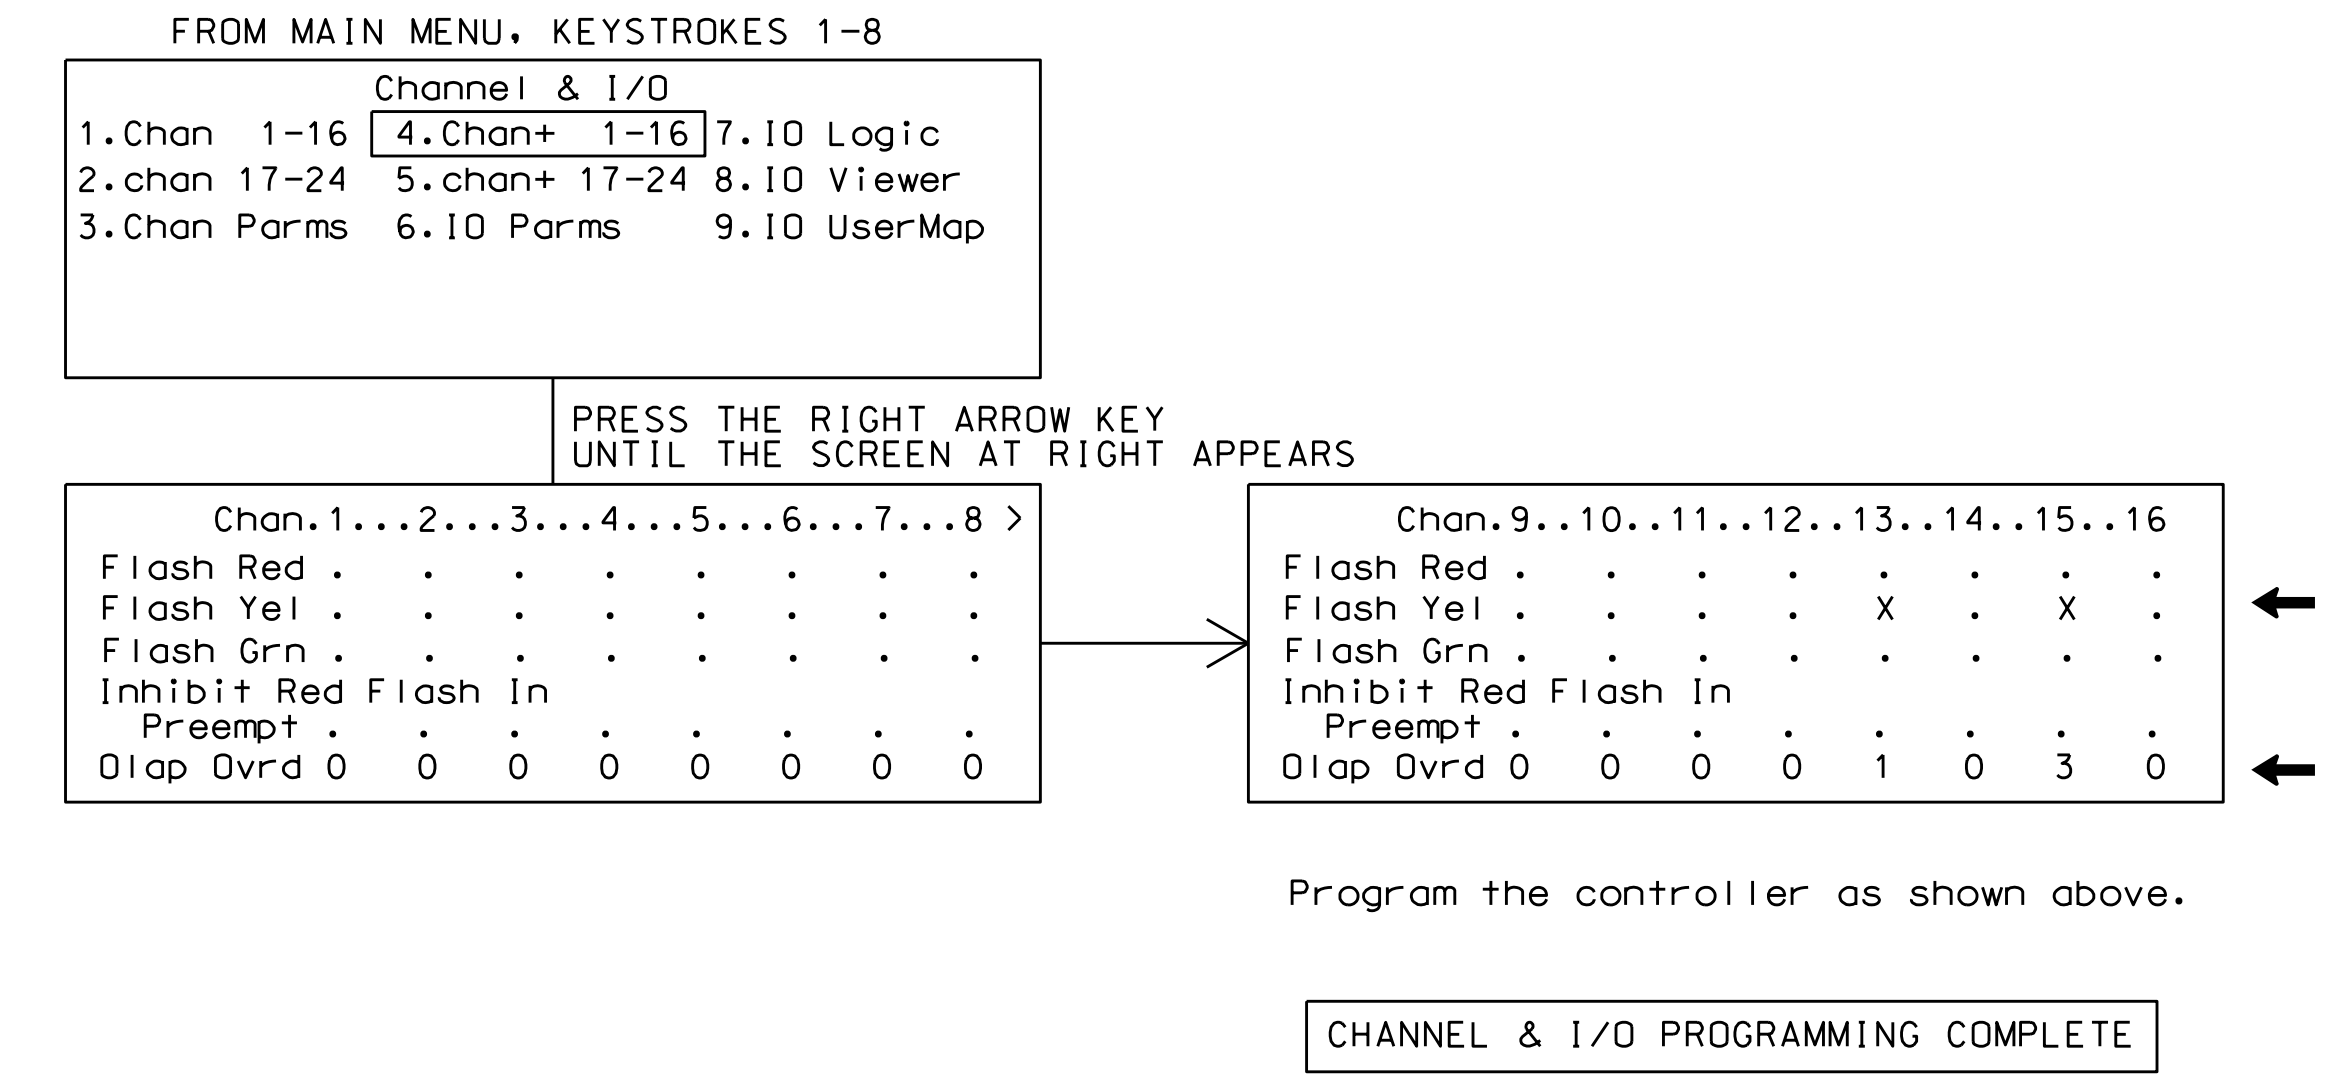 FROM MAIN MENU, KEYSTROKES 1-8
Channel & I/O
1.Chan 1-16 4.Chan+ 1-16 7.IO Logic
2.chan 17-24 5.chan+ 17-24 8.IO Viewer
3.Chan Parms 6.IO Parms 9.IO UserMap
PRESS THE RIGHT ARROW KEY
UNTIL THE SCREEN AT RIGHT APPEARS
Chan.1...2...3...4...5...6...7...8 >
Flash Red . . . . . . . .
Flash Yel . . . . . . . .
Flash Grn . . . . . . . .
Inhibit Red Flash In
Preempt . . . . . . . .
Olap Ovrd 0 0 0 0 0 0 0 0
Chan.9..10..11..12..13..14..15..16
Flash Red . . . . . . . .
Flash Yel . . . . X . X .
Flash Grn . . . . . . . .
Inhibit Red Flash In
Preempt . . . . . . . .
Olap Ovrd 0 0 0 0 1 0 3 0
Program the controller as shown above.
CHANNEL & I/O PROGRAMMING COMPLETE